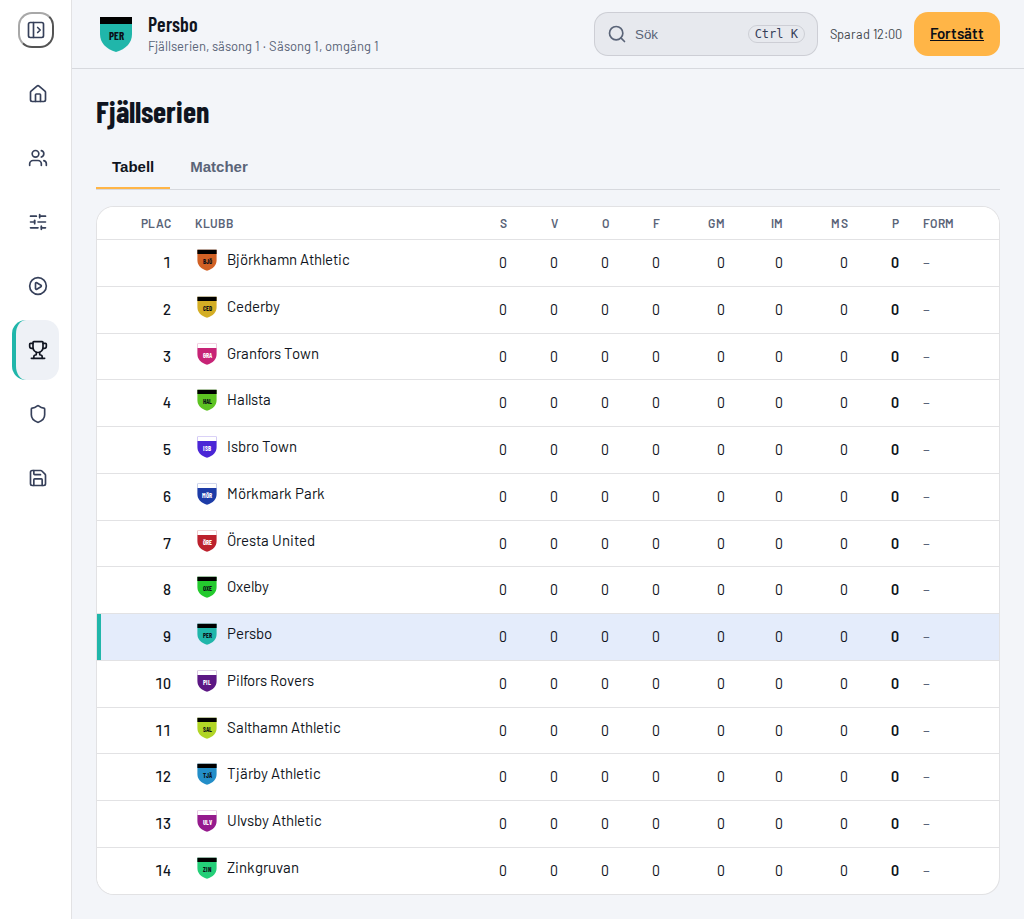 PER
Persbo
Fjällserien, säsong 1 · Säsong 1, omgång 1
Sök
Ctrl K
Sparad 12:00
Fortsätt
Fjällserien
Tabell Matcher
PLAC KLUBB S V O F GM IM MS P FORM
1 BJÖ Björkhamn Athletic 0 0 0 0 0 0 0 0 –
2 CED Cederby 0 0 0 0 0 0 0 0 –
3 GRA Granfors Town 0 0 0 0 0 0 0 0 –
4 HAL Hallsta 0 0 0 0 0 0 0 0 –
5 ISB Isbro Town 0 0 0 0 0 0 0 0 –
6 MÖR Mörkmark Park 0 0 0 0 0 0 0 0 –
7 ÖRE Öresta United 0 0 0 0 0 0 0 0 –
8 OXE Oxelby 0 0 0 0 0 0 0 0 –
9 PER Persbo 0 0 0 0 0 0 0 0 –
10 PIL Pilfors Rovers 0 0 0 0 0 0 0 0 –
11 SAL Salthamn Athletic 0 0 0 0 0 0 0 0 –
12 TJÄ Tjärby Athletic 0 0 0 0 0 0 0 0 –
13 ULV Ulvsby Athletic 0 0 0 0 0 0 0 0 –
14 ZIN Zinkgruvan 0 0 0 0 0 0 0 0 –